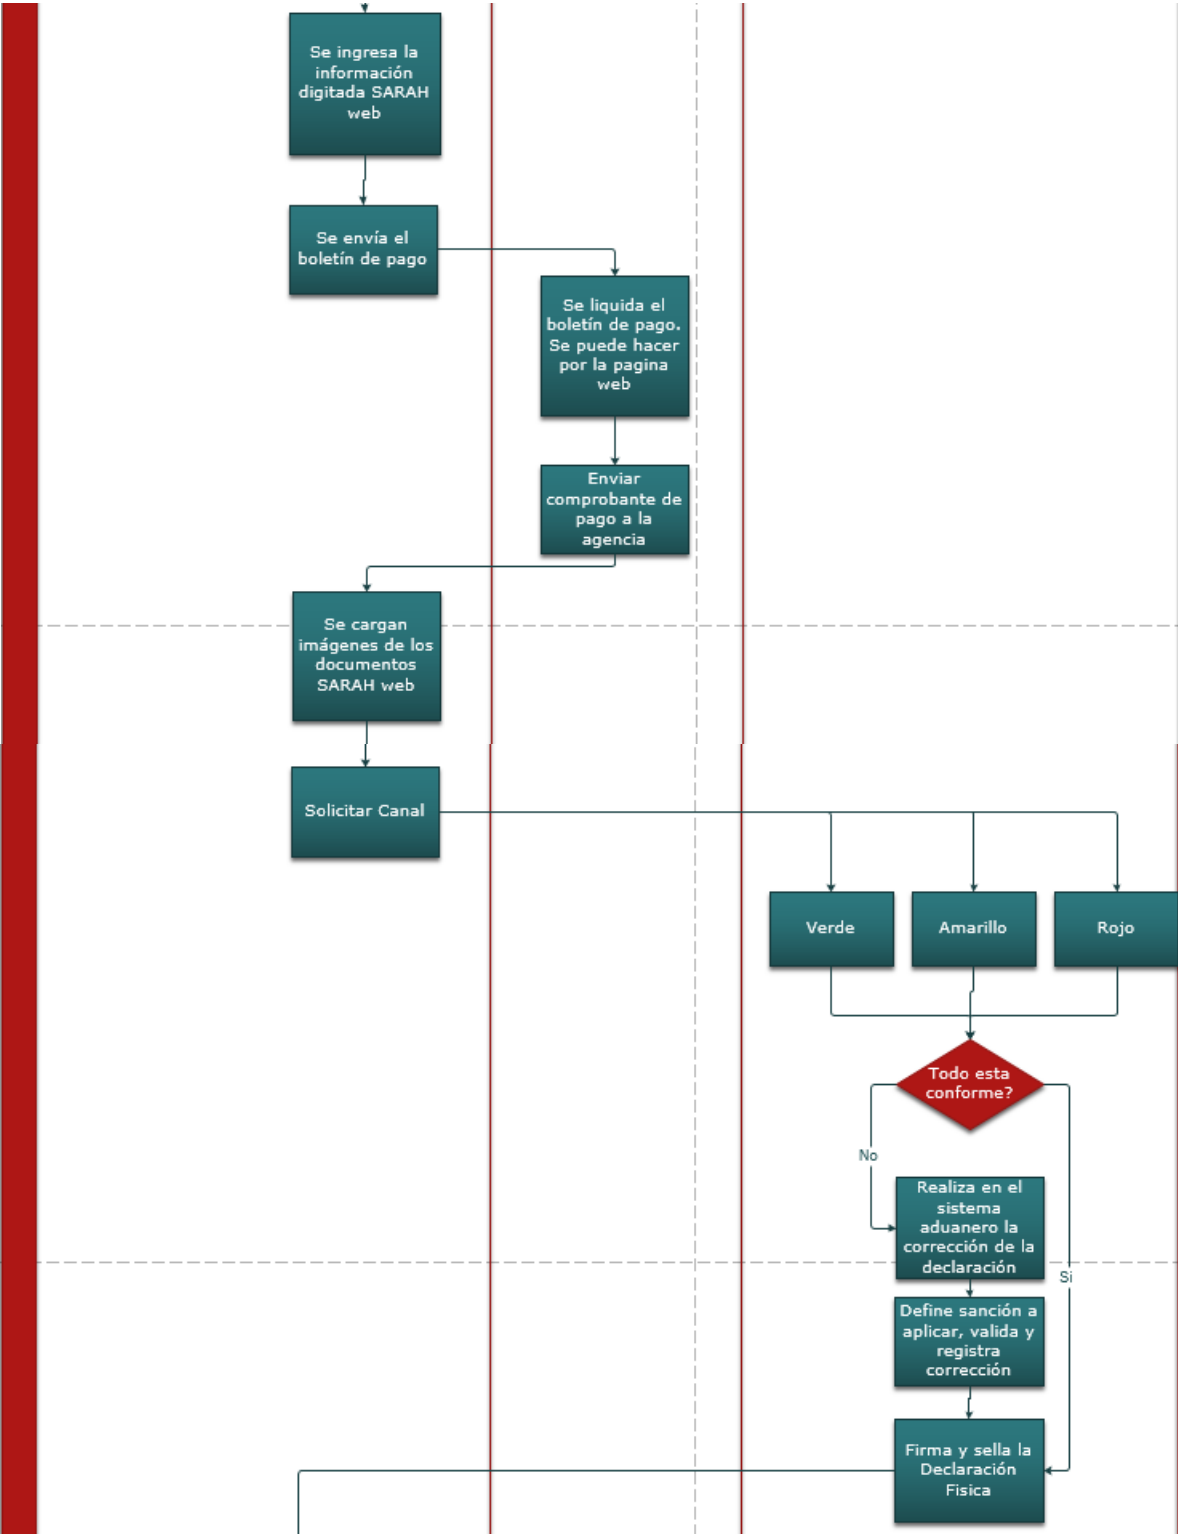 Se ingresa la
información
digitada SARAH
web
Se envía el
boletín de pago
Se liquida el
boletín de pago.
Se puede hacer
por la pagina
web
Enviar
comprobante de
pago a la
agencia
Se cargan
imágenes de los
documentos
SARAH web
Solicitar Canal
Verde
Amarillo
Rojo
Todo esta
conforme?
No
Realiza en el
sistema
aduanero la
corrección de la
declaración
Si
Define sanción a
aplicar, valida y
registra
corrección
Firma y sella la
Declaración
Fisica